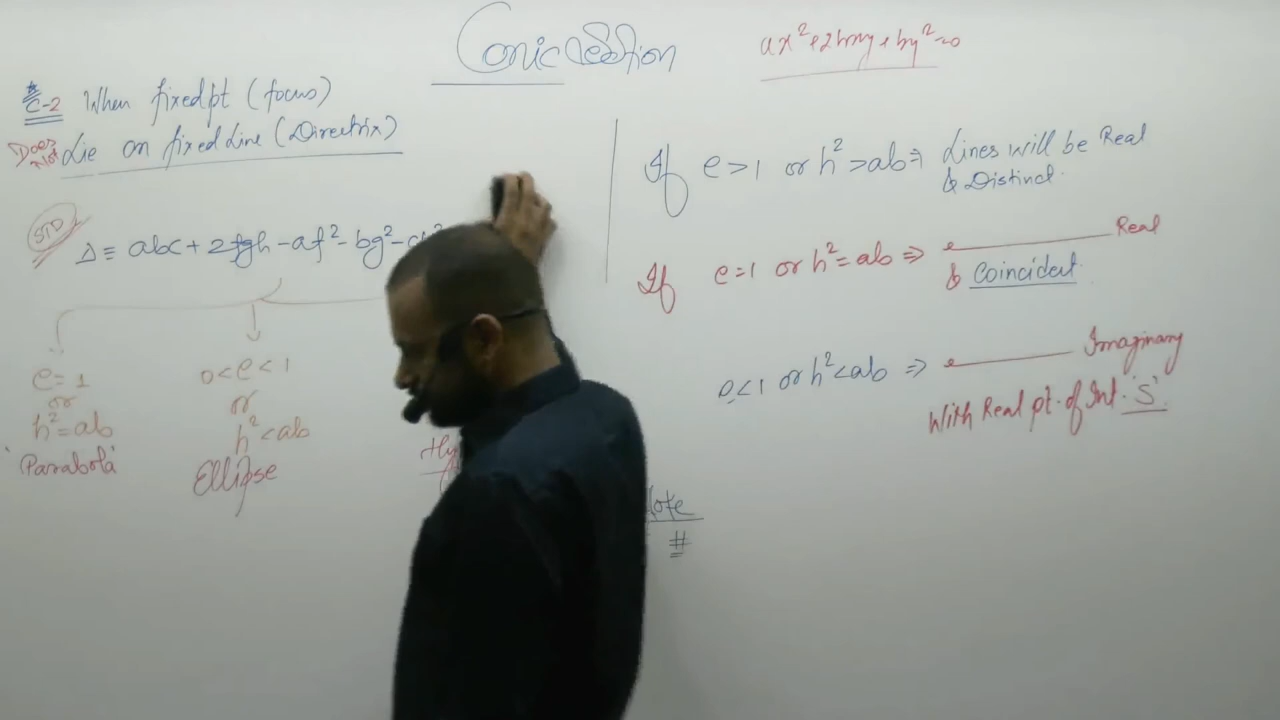 Conic Section
ax²+2hxy+by²=0
C-2 When fixed pt (focus)
Does Not Lie on fixed Line (Directrix)
STD
Δ ≡ abc + 2fgh - af² - bg² - ch²
e=1
or
h²=ab
'Parabola'
0<e<1
or
h²<ab
Ellipse
Hy
If e>1 or h²>ab ⇒ Lines will be Real
& Distinct.
If e=1 or h²=ab ⇒ Real
& Coincident.
e<1 or h²<ab ⇒ Imaginary
With Real pt. of Int. 'S'.
Note
#